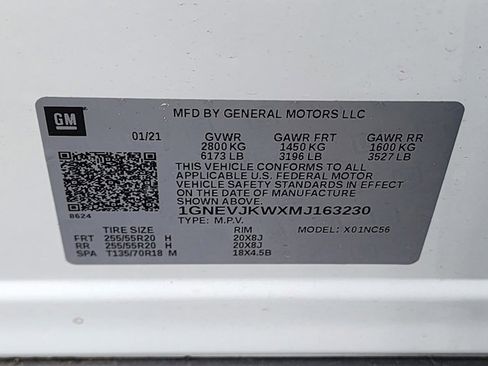 GM
MFD BY GENERAL MOTORS LLC
01/21 GVWR GAWR FRT GAWR RR
2800 KG 1450 KG 1600 KG
6173 LB 3196 LB 3527 LB
THIS VEHICLE CONFORMS TO ALL
APPLICABLE U.S. FEDERAL MOTOR
VEHICLE SAFETY STANDARDS IN EFFECT
ON THE DATE OF MANUFACTURE
SHOWN ABOVE.
1GNEVJKWXMJ163230
8624 TYPE: M.P.V.
TIRE SIZE RIM MODEL: X01NC56
FRT 255/55R20 H 20X8J
RR 255/55R20 H 20X8J
SPA T135/70R18 M 18X4.5B